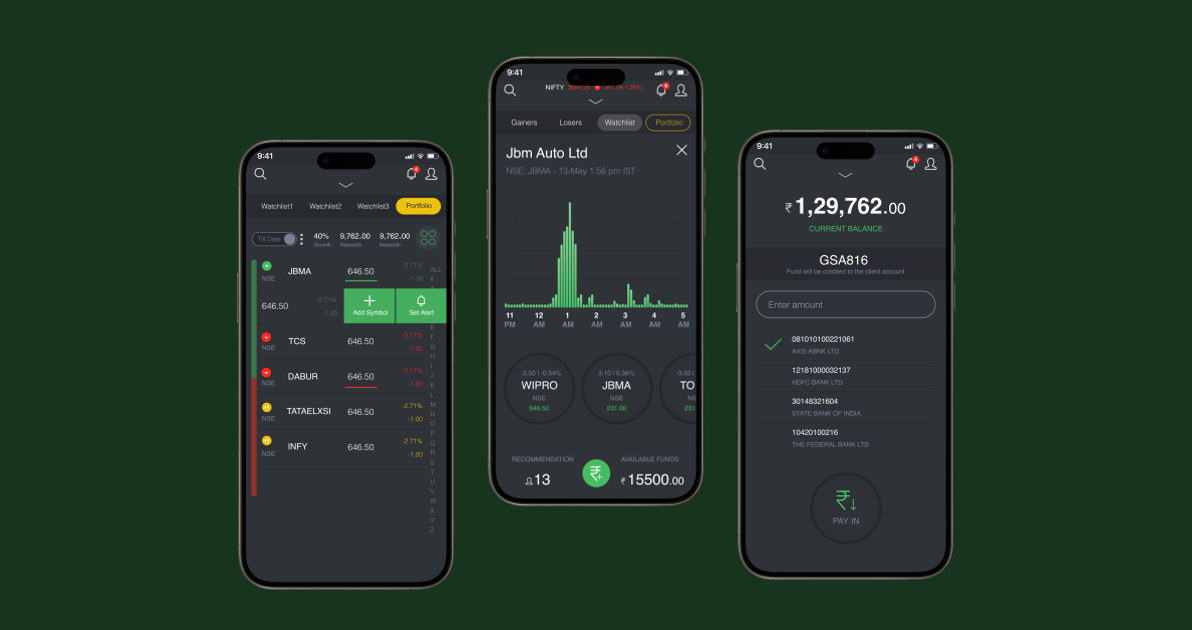 9:41
Watchlist1 Watchlist2 Watchlist3 Portfolio
Till Date 40% 9,762.00 9,762.00
Growth Networth Networth
JBMA 646.50 -2.71%
NSE -1.00
ALL
#
646.50 -2.71%
-1.00
Add Symbol Set Alert
E
F
TCS 646.50 -2.71%
NSE -1.00
G
H
I
DABUR 646.50 -2.71%
NSE -1.00
J
K
L
TATAELXSI 646.50 -2.71%
NSE -1.00
M
N
O
P
INFY 646.50 -2.71%
NSE -1.00
Q
R
S
T
U
V
W
X
Y
Z
9:41
NIFTY
Gainers Losers Watchlist Portfolio
Jbm Auto Ltd
NSE: JBMA - 13-May 1:56 pm IST
11 12 1 2 3 4 5
PM AM AM AM AM AM AM
-3.50 | -0.54% 3.10 | 0.36% -3.50
WIPRO JBMA TO
NSE NSE NS
646.50 231.00 231
RECOMMENDATION AVAILABLE FUNDS
13 ₹ 15500.00
9:41
₹ 1,29,762.00
CURRENT BALANCE
GSA816
Fund will be credited to the client account
Enter amount
081010100221061
AXIS ABNK LTD
12181000032137
HDFC BANK LTD
30148321604
STATE BANK OF INDIA
10420100216
THE FEDERAL BANK LTD
₹↓
PAY IN